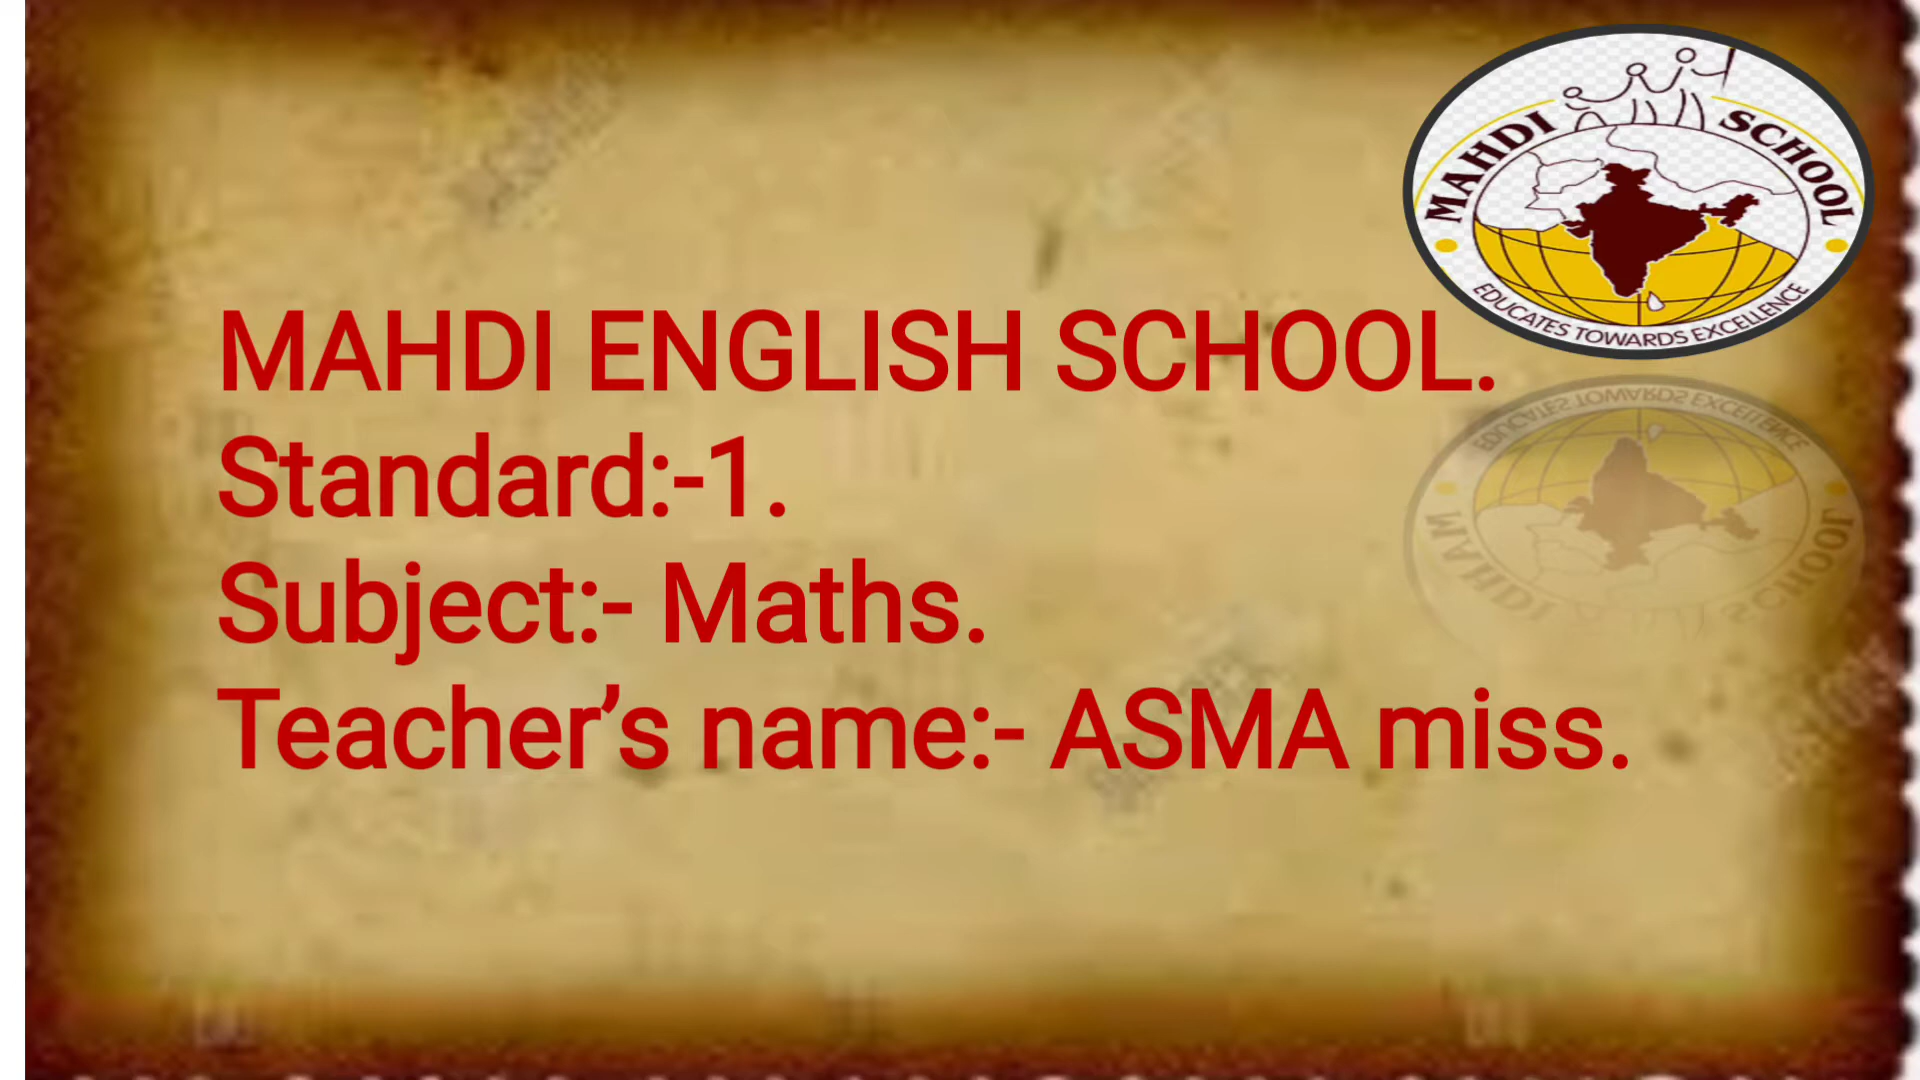 MAHDI SCHOOL
EDUCATES TOWARDS EXCELLENCE
MAHDI ENGLISH SCHOOL.
Standard:-1.
Subject:- Maths.
Teacher’s name:- ASMA miss.